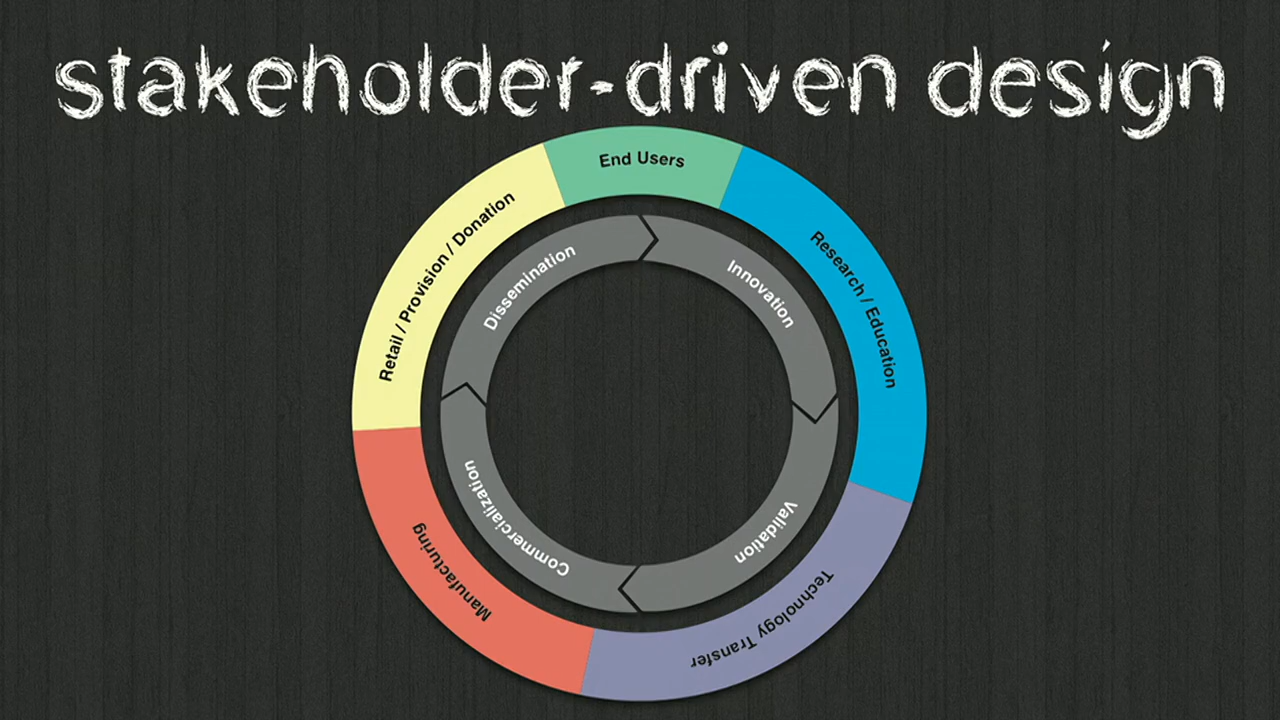 stakeholder-driven design
End Users
Research / Education
Technology Transfer
Manufacturing
Retail / Provision / Donation
Innovation
Validation
Commercialization
Dissemination